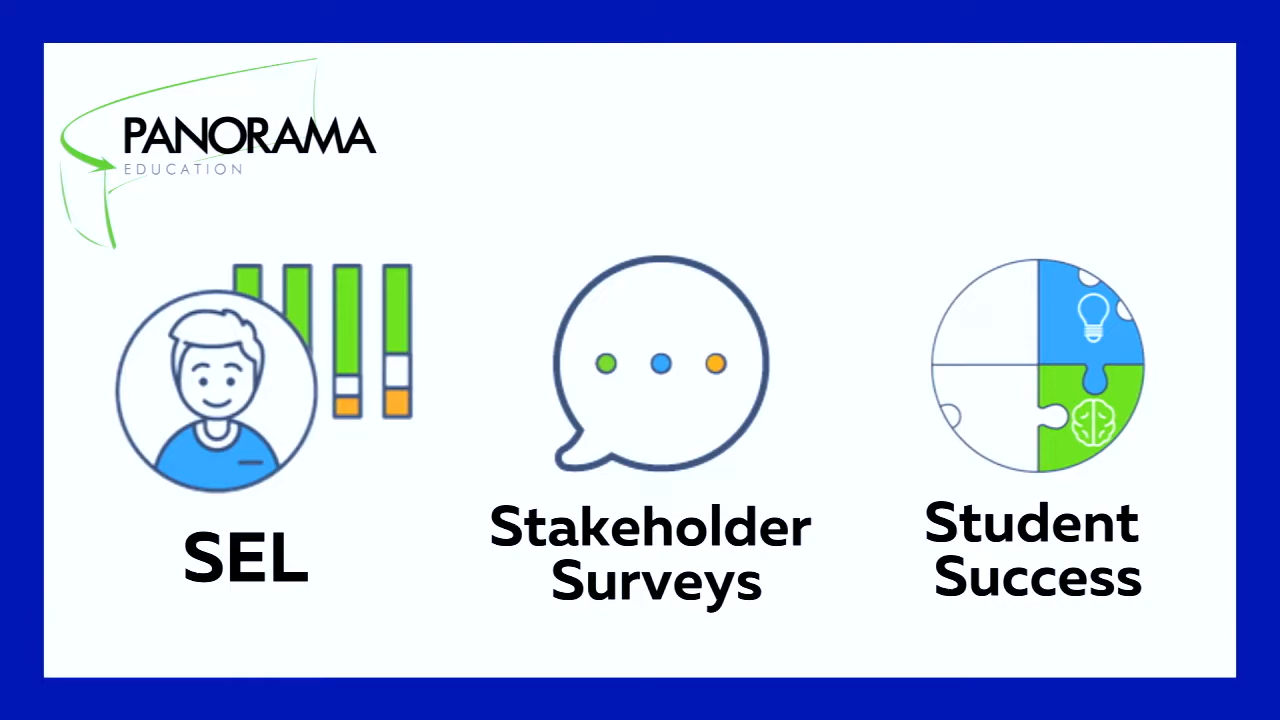 PANORAMA
EDUCATION
SEL
Stakeholder
Surveys
Student
Success